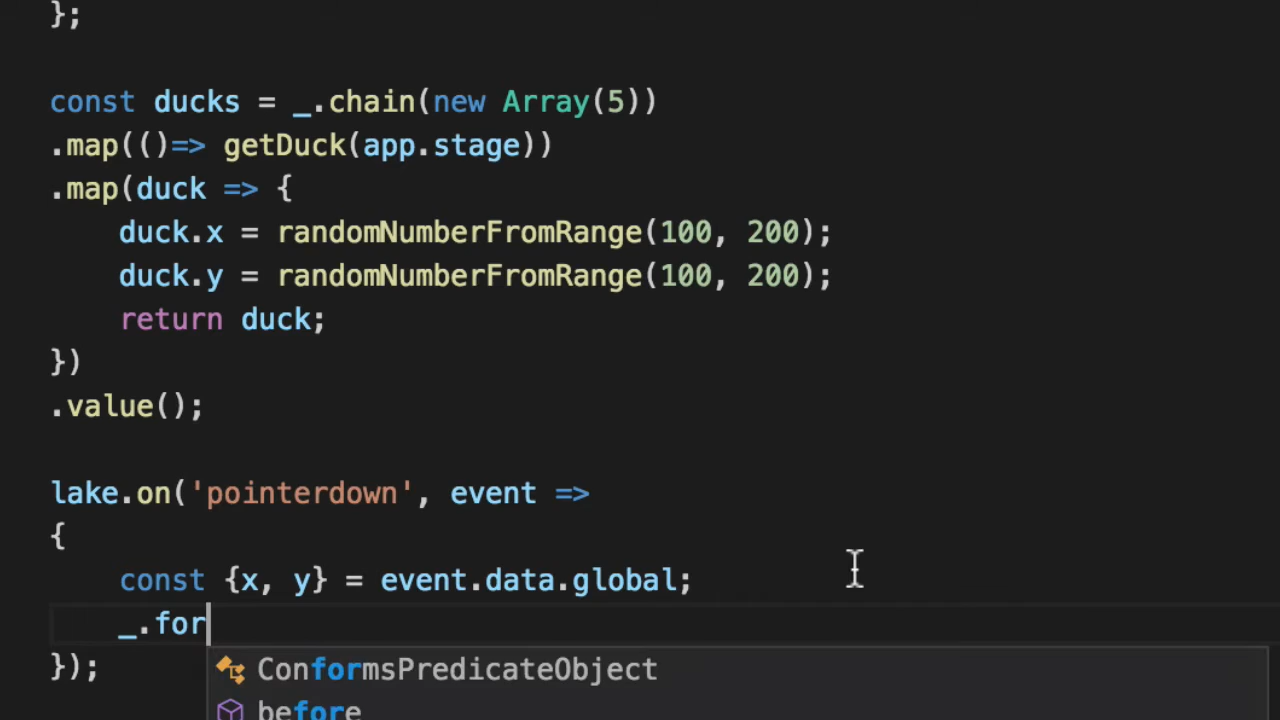 };
const ducks = _.chain(new Array(5))
.map(()=> getDuck(app.stage))
.map(duck => {
    duck.x = randomNumberFromRange(100, 200);
    duck.y = randomNumberFromRange(100, 200);
    return duck;
})
.value();
lake.on('pointerdown', event =>
{
    const {x, y} = event.data.global;
    _.for
});
ConformsPredicateObject
before